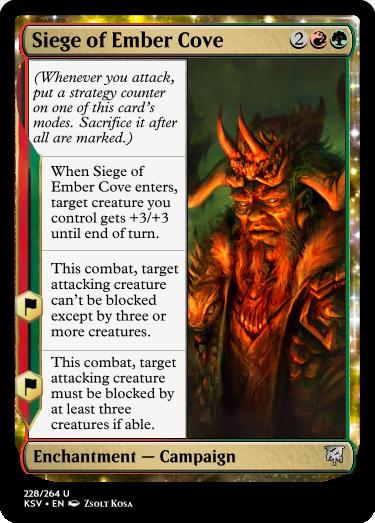 Siege of Ember Cove 2
(Whenever you attack,
put a strategy counter
on one of this card's
modes. Sacrifice it after
all are marked.)
When Siege of
Ember Cove enters,
target creature you
control gets +3/+3
until end of turn.
This combat, target
attacking creature
can't be blocked
except by three or
more creatures.
This combat, target
attacking creature
must be blocked by
at least three
creatures if able.
Enchantment — Campaign
228/264 U
KSV • EN Zsolt Kosa